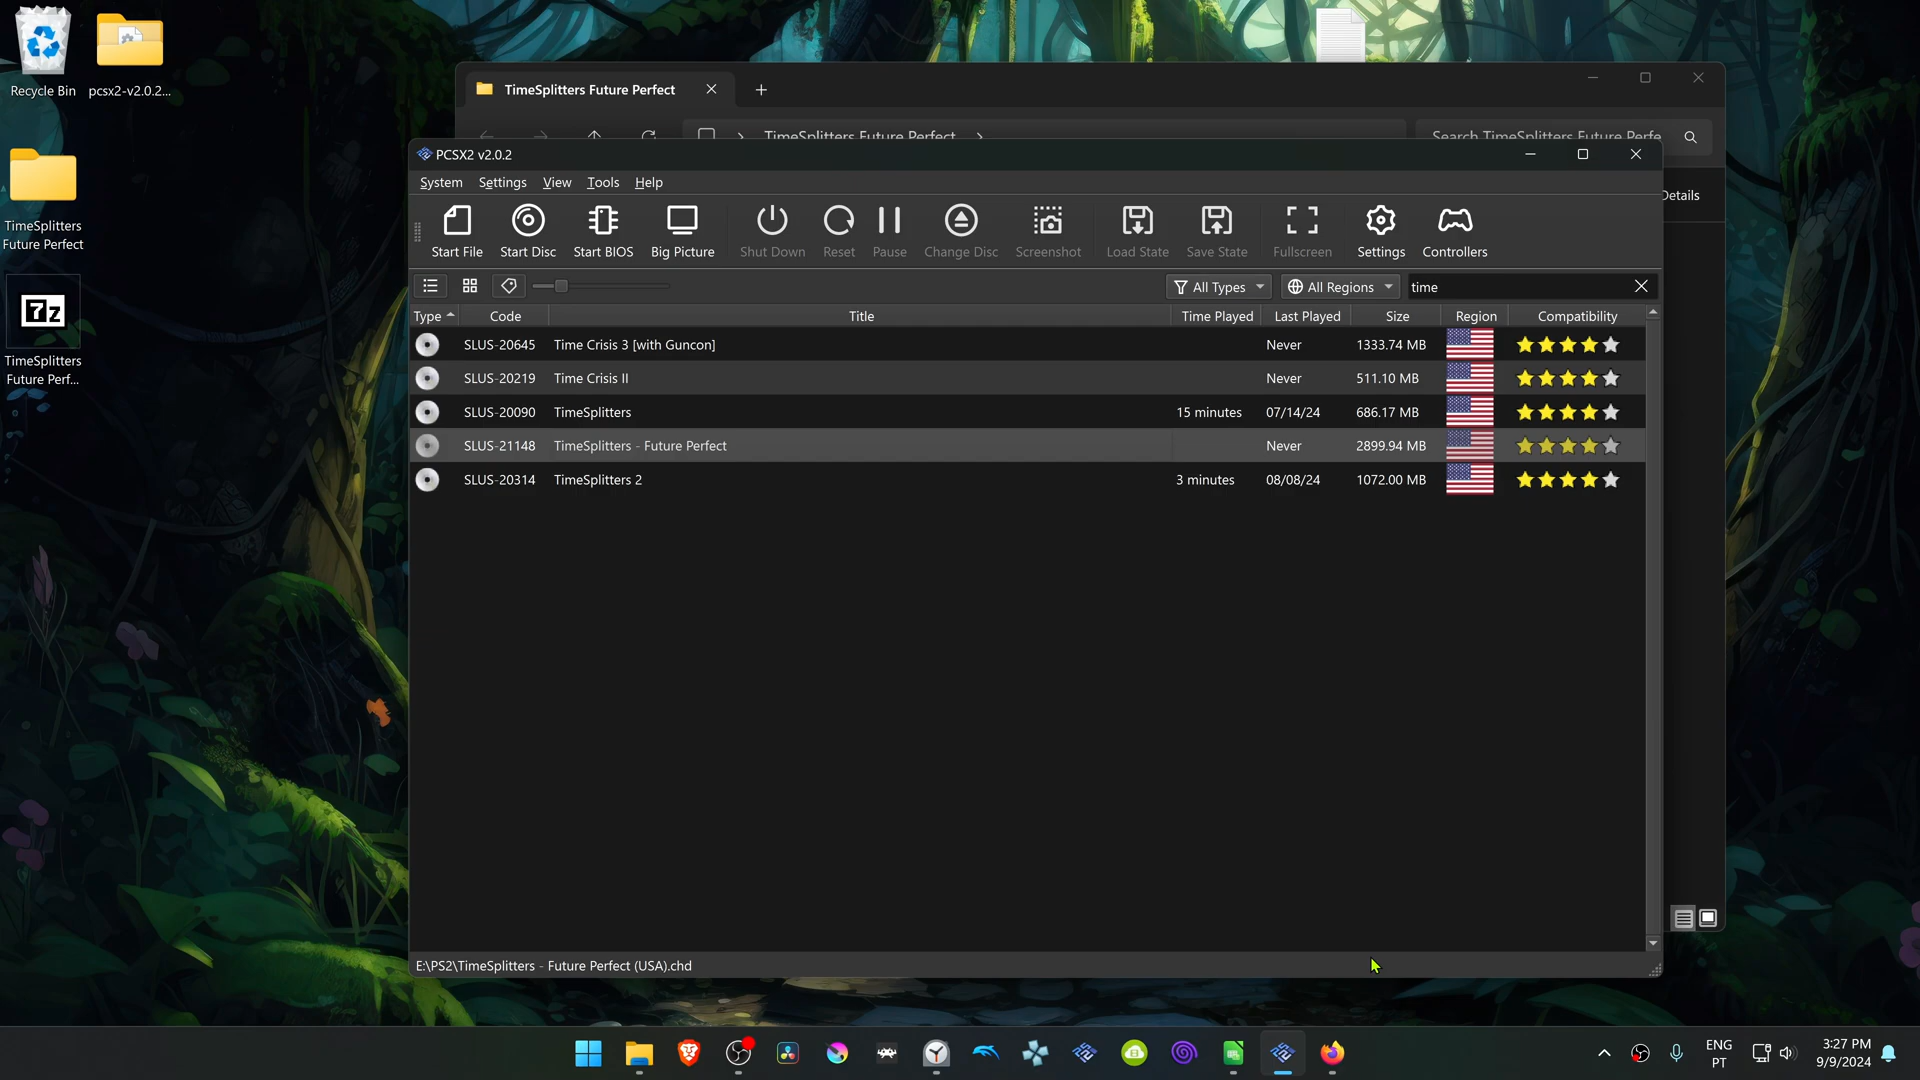 Recycle Bin
pcsx2-v2.0.2...
TimeSplitters
Future Perfect
7z
TimeSplitters
Future Perf...
TimeSplitters Future Perfect
TimeSplitters Future Perfect
Search TimeSplitters Future Perfe
Details
PCSX2 v2.0.2
System Settings View Tools Help
Start File Start Disc Start BIOS Big Picture Shut Down Reset Pause Change Disc Screenshot Load State Save State Fullscreen Settings Controllers
All Types All Regions time
Type Code Title Time Played Last Played Size Region Compatibility
SLUS-20645 Time Crisis 3 [with Guncon] Never 1333.74 MB
SLUS-20219 Time Crisis II Never 511.10 MB
SLUS-20090 TimeSplitters 15 minutes 07/14/24 686.17 MB
SLUS-21148 TimeSplitters - Future Perfect Never 2899.94 MB
SLUS-20314 TimeSplitters 2 3 minutes 08/08/24 1072.00 MB
E:\PS2\TimeSplitters - Future Perfect (USA).chd
ENG
PT
3:27 PM
9/9/2024